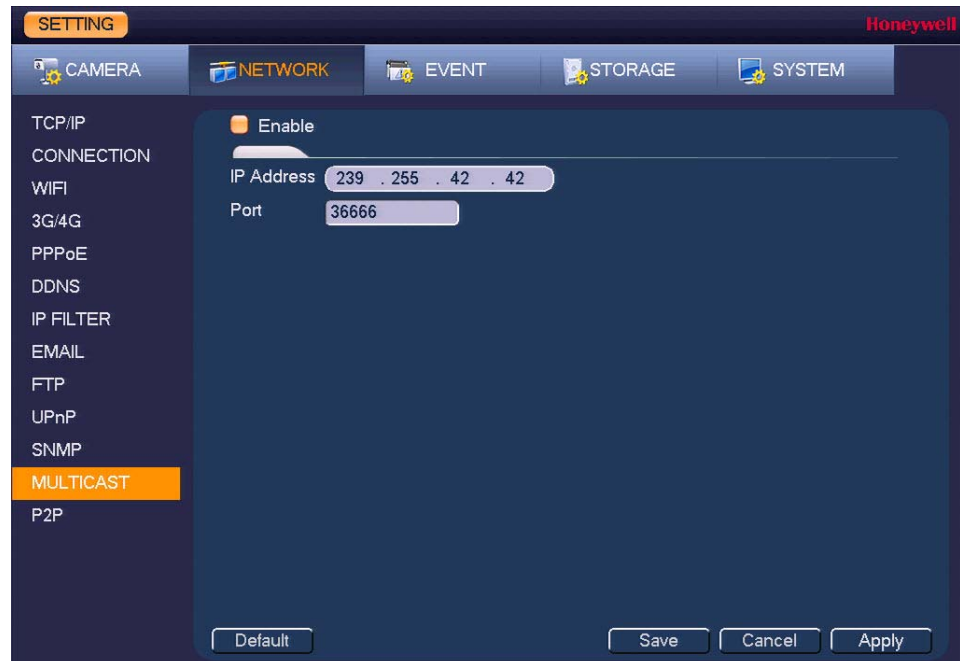 SETTING
Honeywell
CAMERA NETWORK EVENT STORAGE SYSTEM
TCP/IP
CONNECTION
WIFI
3G/4G
PPPoE
DDNS
IP FILTER
EMAIL
FTP
UPnP
SNMP
MULTICAST
P2P
Enable
IP Address 239 . 255 . 42 . 42
Port 36666
Default Save Cancel Apply